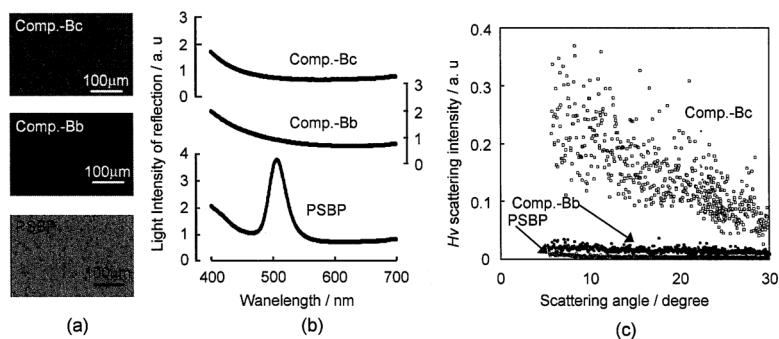 Comp.-Bc
100μm
Comp.-Bb
100μm
PSBP
100μm
(a)
Light Intensity of reflection / a. u
3
2
1
0
Comp.-Bc
3
2
1
0
Comp.-Bb
4
3
2
1
0
PSBP
400 500 600 700
Wavelength / nm
(b)
Hv scattering intensity / a. u
0.4
0.3
0.2
0.1
0
Comp.-Bc
Comp.-Bb
PSBP
0 10 20 30
Scattering angle / degree
(c)